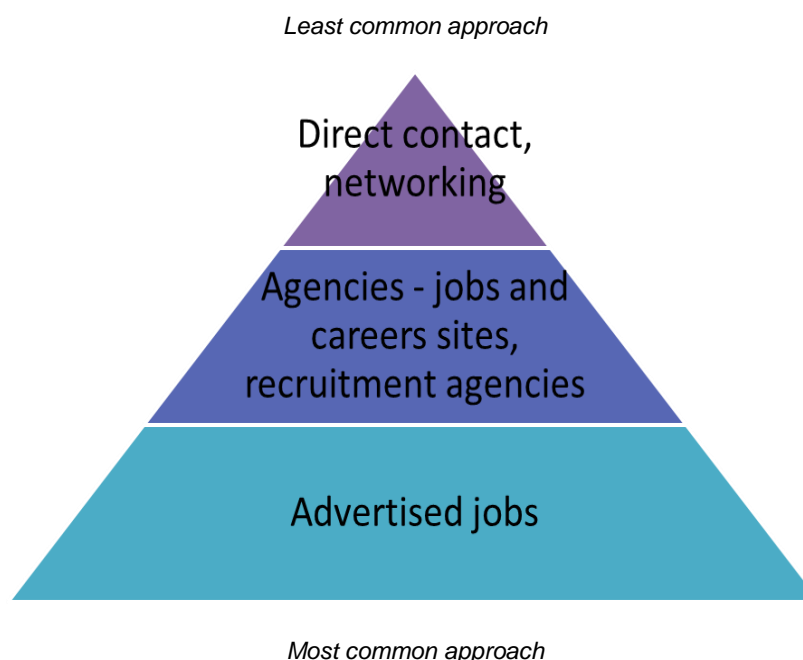 Least common approach
Direct contact,
networking
Agencies - jobs and
careers sites,
recruitment agencies
Advertised jobs
Most common approach